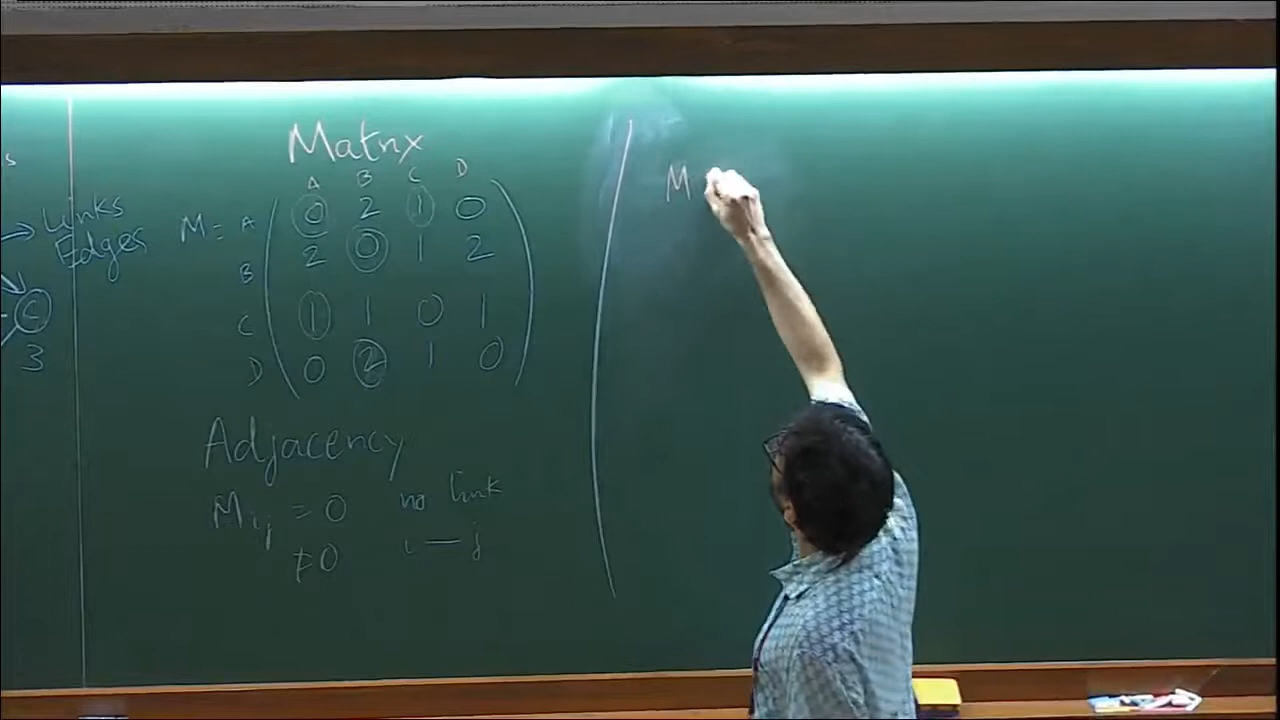 s
→ Links
Edges
C
3
Matrix
A B C D
M = A 0 2 1 0
B 2 0 1 2
C 1 1 0 1
D 0 2 1 0
Adjacency
Mij = 0 no link
≠0 i — j
M